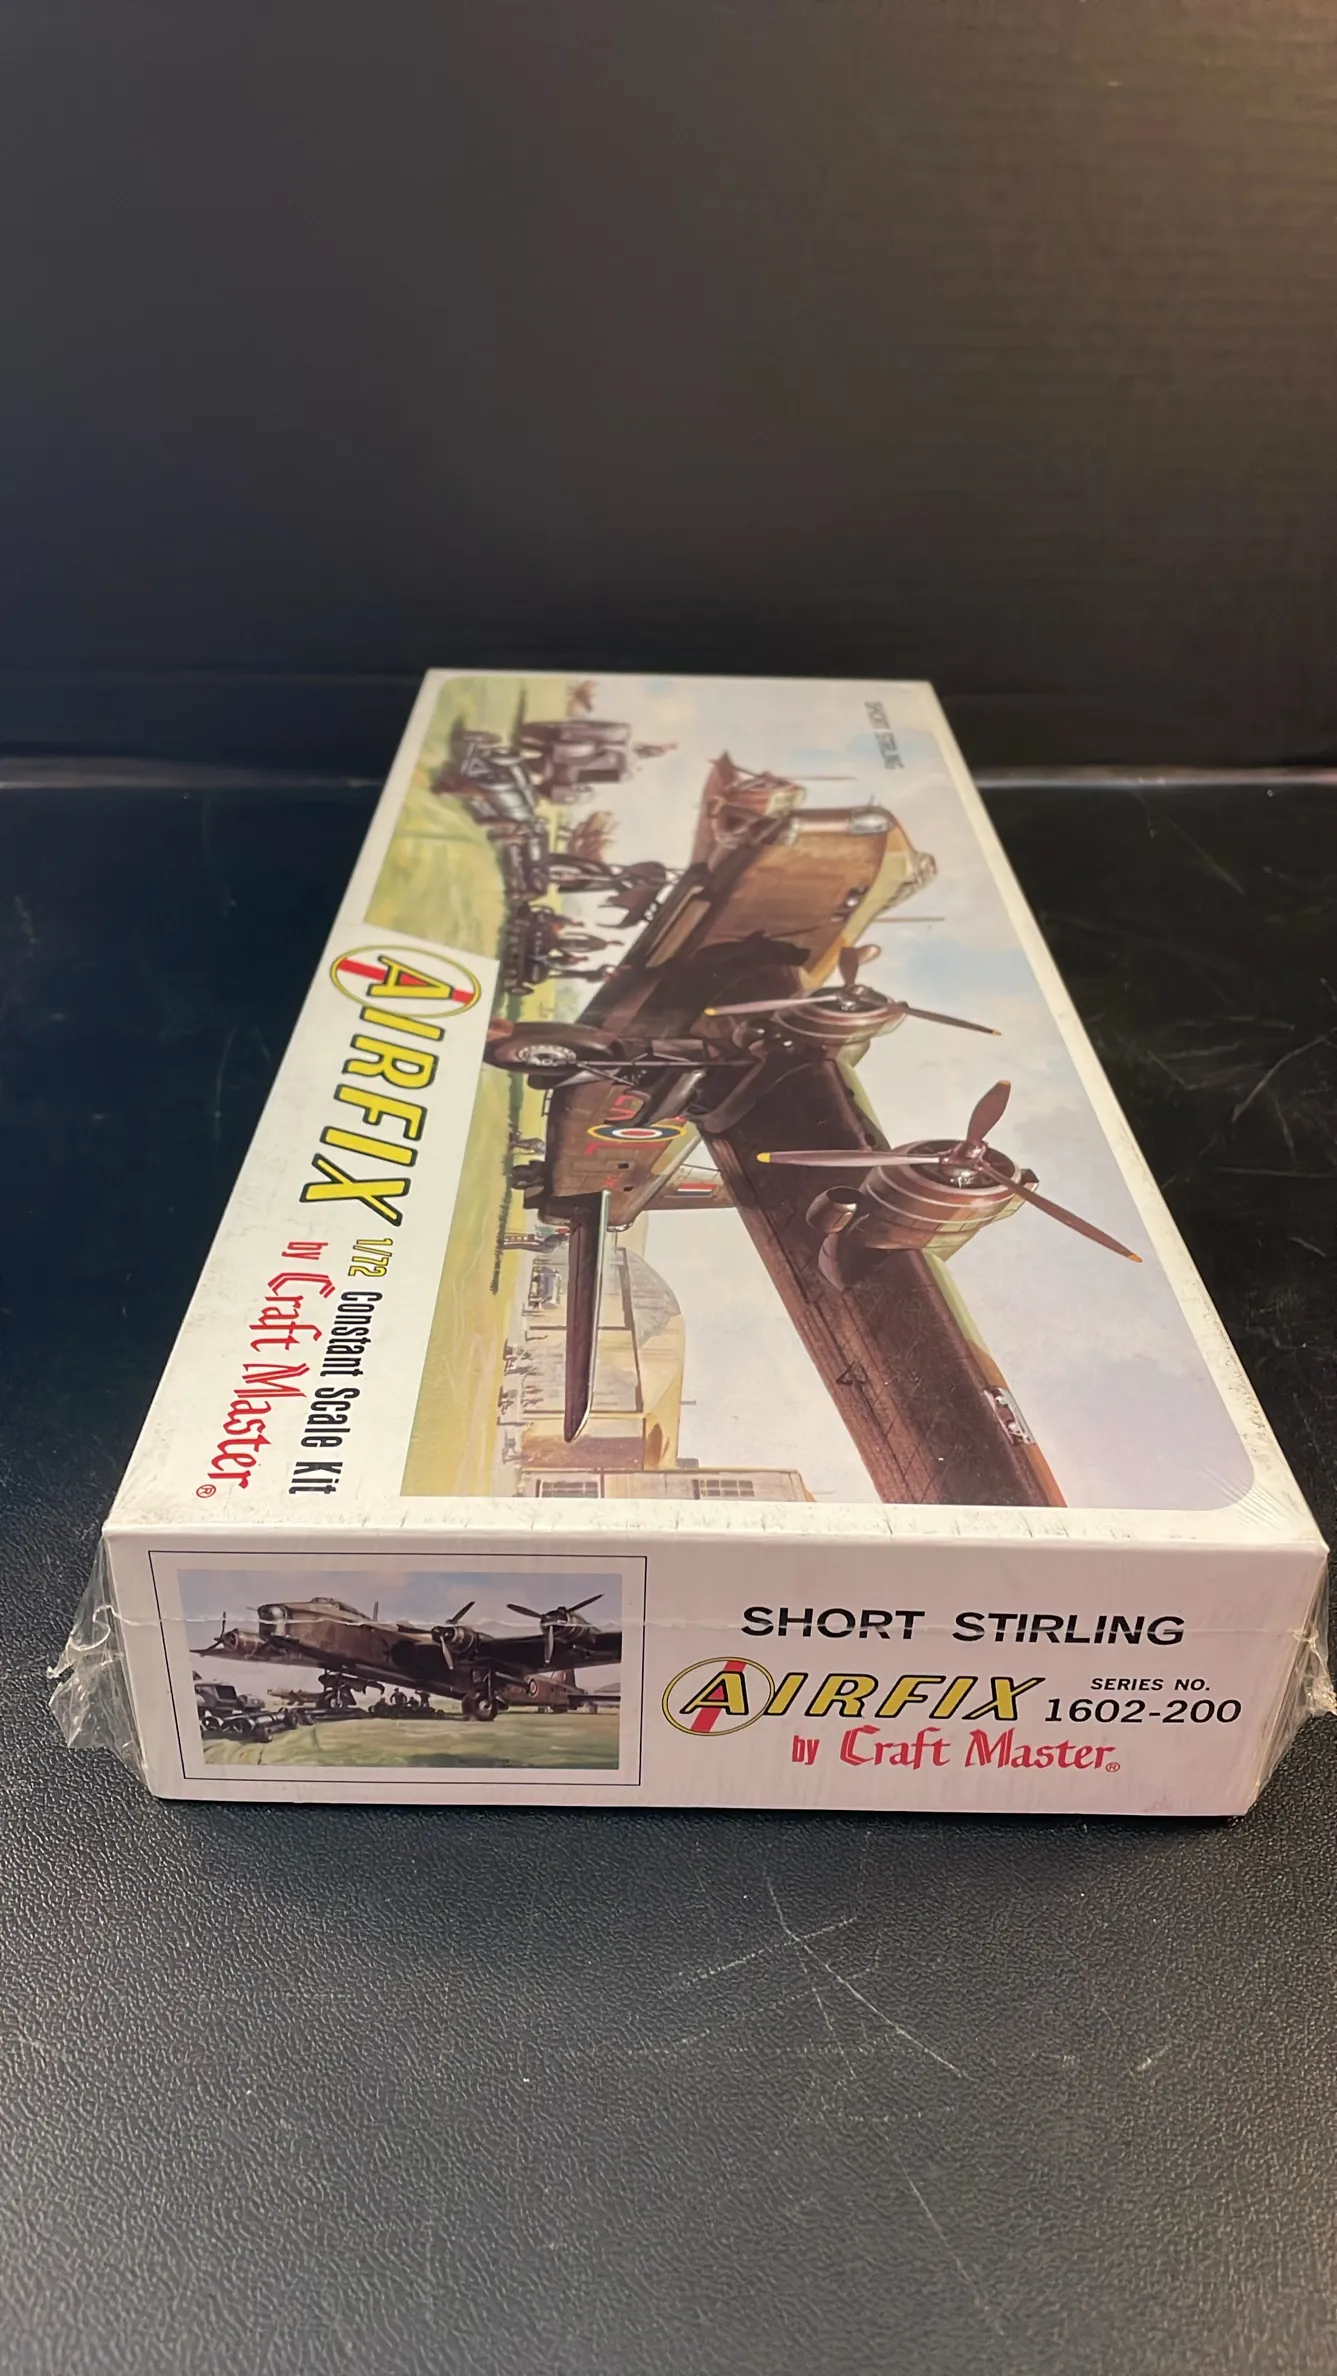 SHORT STIRLING
AIRFIX 1/72 Constant Scale Kit
by Craft Master®
SHORT STIRLING
AIRFIX SERIES NO.
1602-200
by Craft Master®